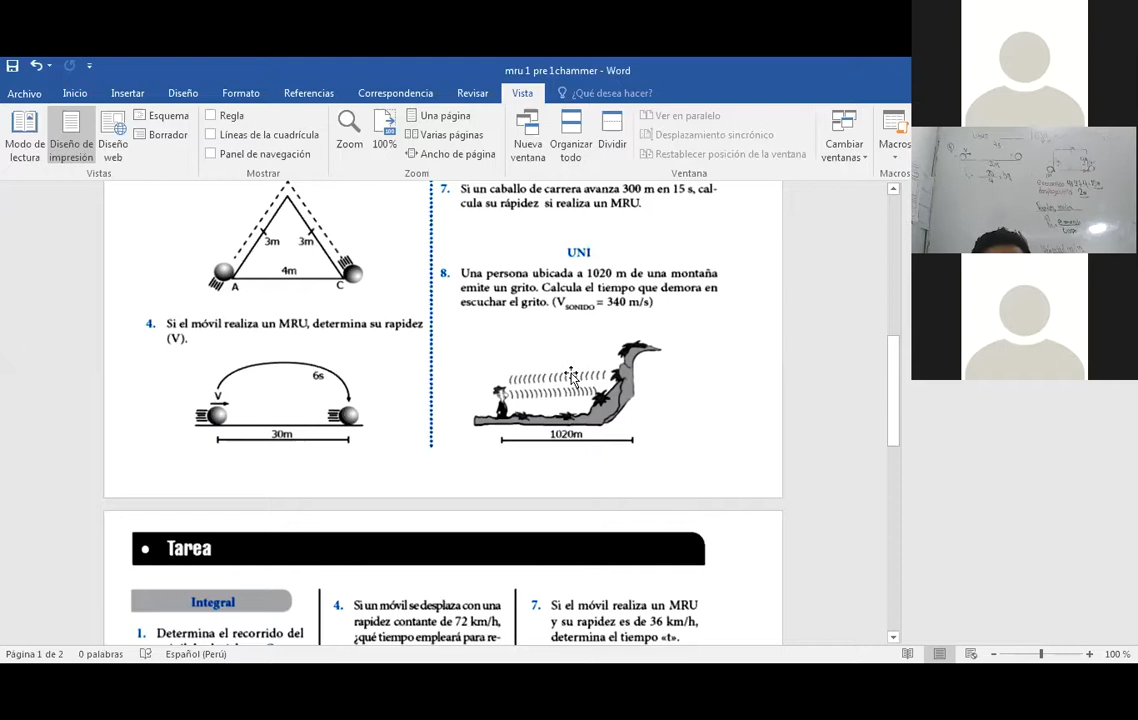 mru 1 pre1chammer - Word
Archivo
Inicio
Insertar
Diseño
Formato
Referencias
Correspondencia
Revisar
Vista
¿Qué desea hacer?
Modo de lectura
Diseño de impresión
Diseño web
Esquema
Borrador
Vistas
Regla
Líneas de la cuadrícula
Panel de navegación
Mostrar
Zoom
100%
Una página
Varias páginas
Ancho de página
Zoom
Nueva ventana
Organizar todo
Dividir
Ver en paralelo
Desplazamiento sincrónico
Restablecer posición de la ventana
Ventana
Cambiar ventanas
Macros
Macros
3m
3m
4m
A
C
4. Si el móvil realiza un MRU, determina su rapidez
(V).
6s
V
30m
7. Si un caballo de carrera avanza 300 m en 15 s, cal-
cula su rápidez si realiza un MRU.
UNI
8. Una persona ubicada a 1020 m de una montaña
emite un grito. Calcula el tiempo que demora en
escuchar el grito. (VSONIDO = 340 m/s)
1020m
• Tarea
Integral
1. Determina el recorrido del
4. Si un móvil se desplaza con una
rapidez contante de 72 km/h,
¿qué tiempo empleará para re-
7. Si el móvil realiza un MRU
y su rapidez es de 36 km/h,
determina el tiempo «t».
Página 1 de 2
0 palabras
Español (Perú)
100 %